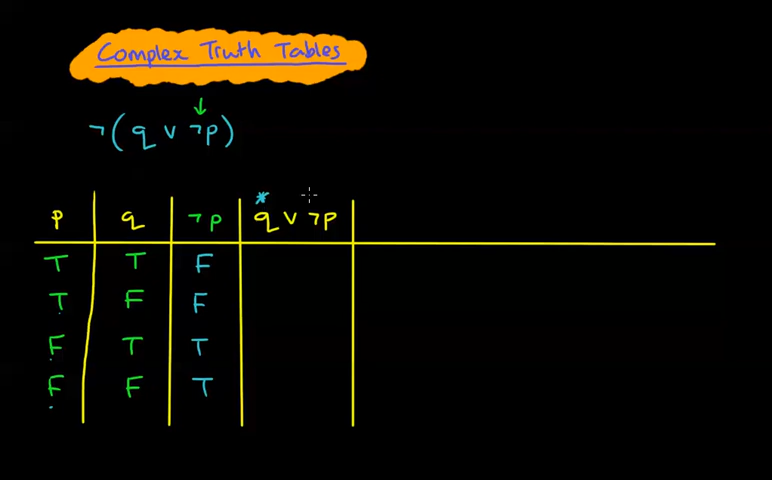 Complex Truth Tables
¬(q ∨ ¬p)
p q ¬p q ∨ ¬p
T T F
T F F
F T T
F F T